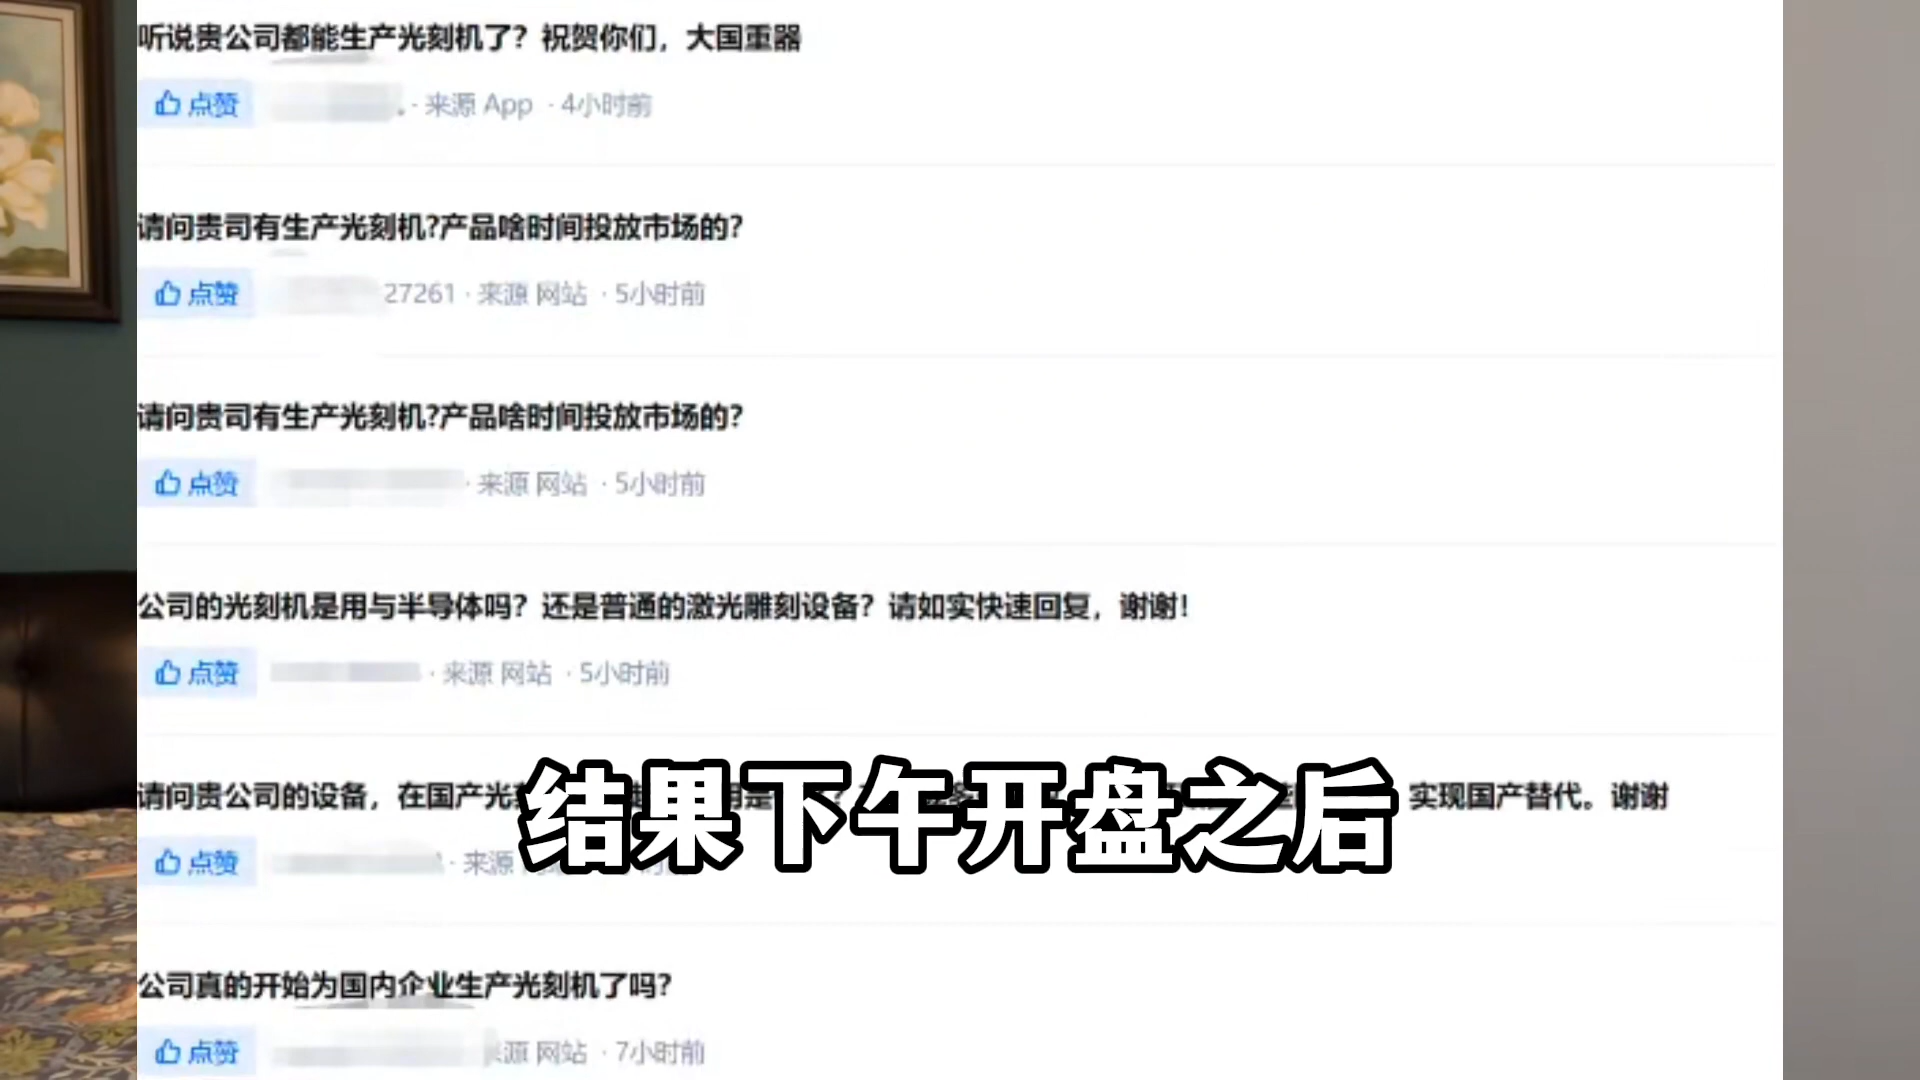 听说贵公司都能生产光刻机了？祝贺你们，大国重器
点赞 · 来源 App · 4小时前
请问贵司有生产光刻机?产品啥时间投放市场的?
点赞 27261 · 来源 网站 · 5小时前
请问贵司有生产光刻机?产品啥时间投放市场的?
点赞 · 来源 网站 · 5小时前
公司的光刻机是用与半导体吗？还是普通的激光雕刻设备？请如实快速回复，谢谢！
点赞 · 来源 网站 · 5小时前
请问贵公司的设备，在国产光 实现国产替代。谢谢
结果下午开盘之后
点赞 · 来源
公司真的开始为国内企业生产光刻机了吗?
点赞 来源 网站 · 7小时前